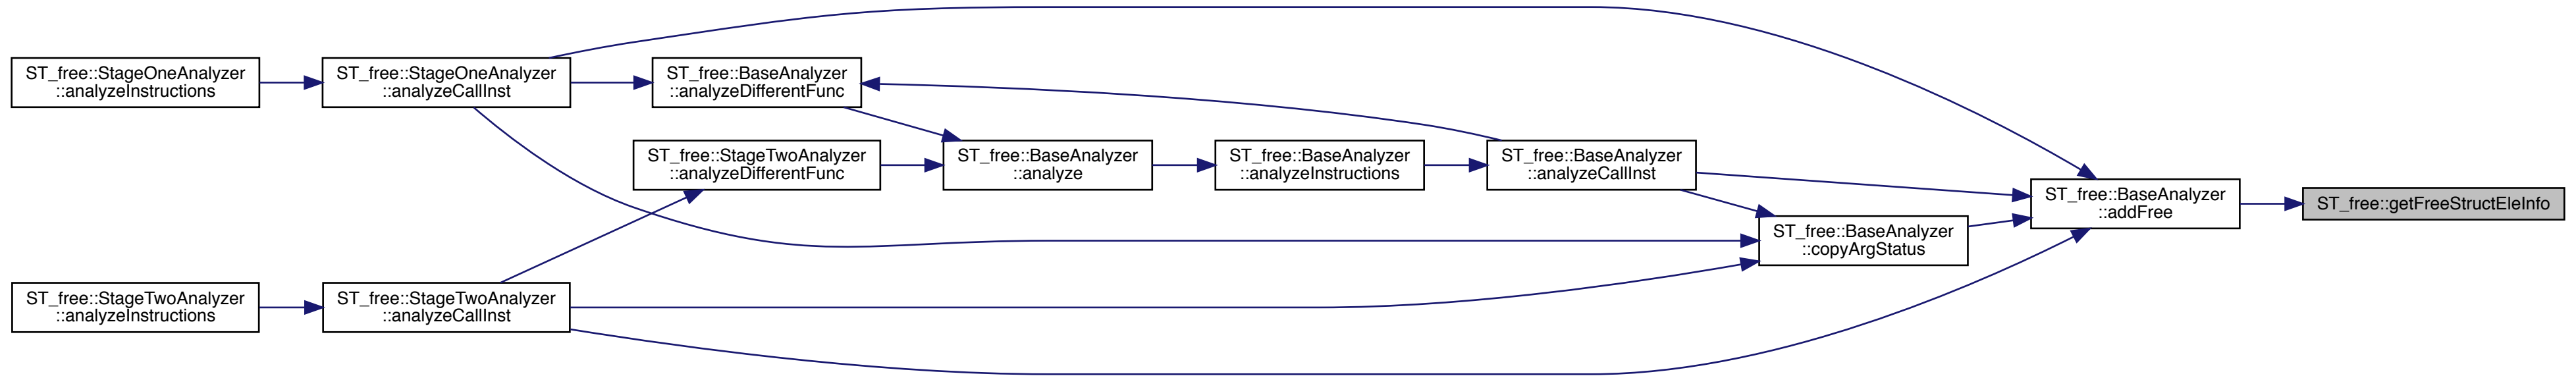 ST_free::StageOneAnalyzer
::analyzeInstructions
ST_free::StageOneAnalyzer
::analyzeCallInst
ST_free::BaseAnalyzer
::analyzeDifferentFunc
ST_free::StageTwoAnalyzer
::analyzeDifferentFunc
ST_free::BaseAnalyzer
::analyze
ST_free::BaseAnalyzer
::analyzeInstructions
ST_free::BaseAnalyzer
::analyzeCallInst
ST_free::BaseAnalyzer
::copyArgStatus
ST_free::BaseAnalyzer
::addFree
ST_free::getFreeStructEleInfo
ST_free::StageTwoAnalyzer
::analyzeInstructions
ST_free::StageTwoAnalyzer
::analyzeCallInst